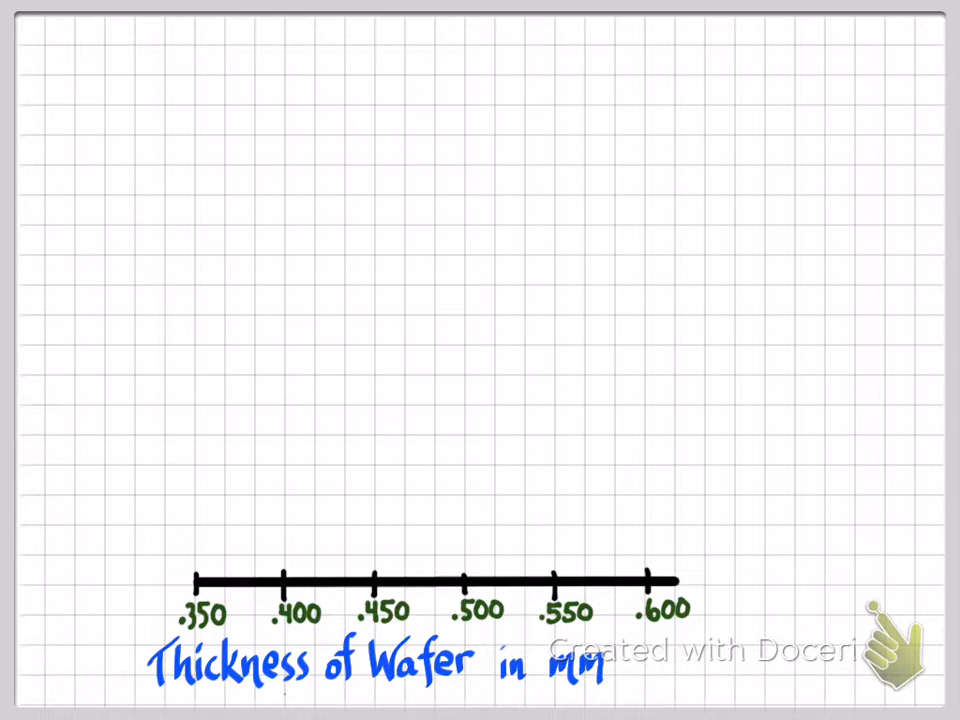 .350 .400 .450 .500 .550 .600
Thickness of Wafer in mm
Created with Doceri